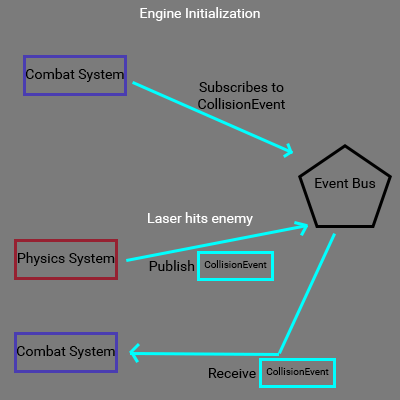 Engine Initialization
Combat System
Subscribes to
CollisionEvent
Event Bus
Laser hits enemy
Physics System
Publish
CollisionEvent
Combat System
Receive
CollisionEvent